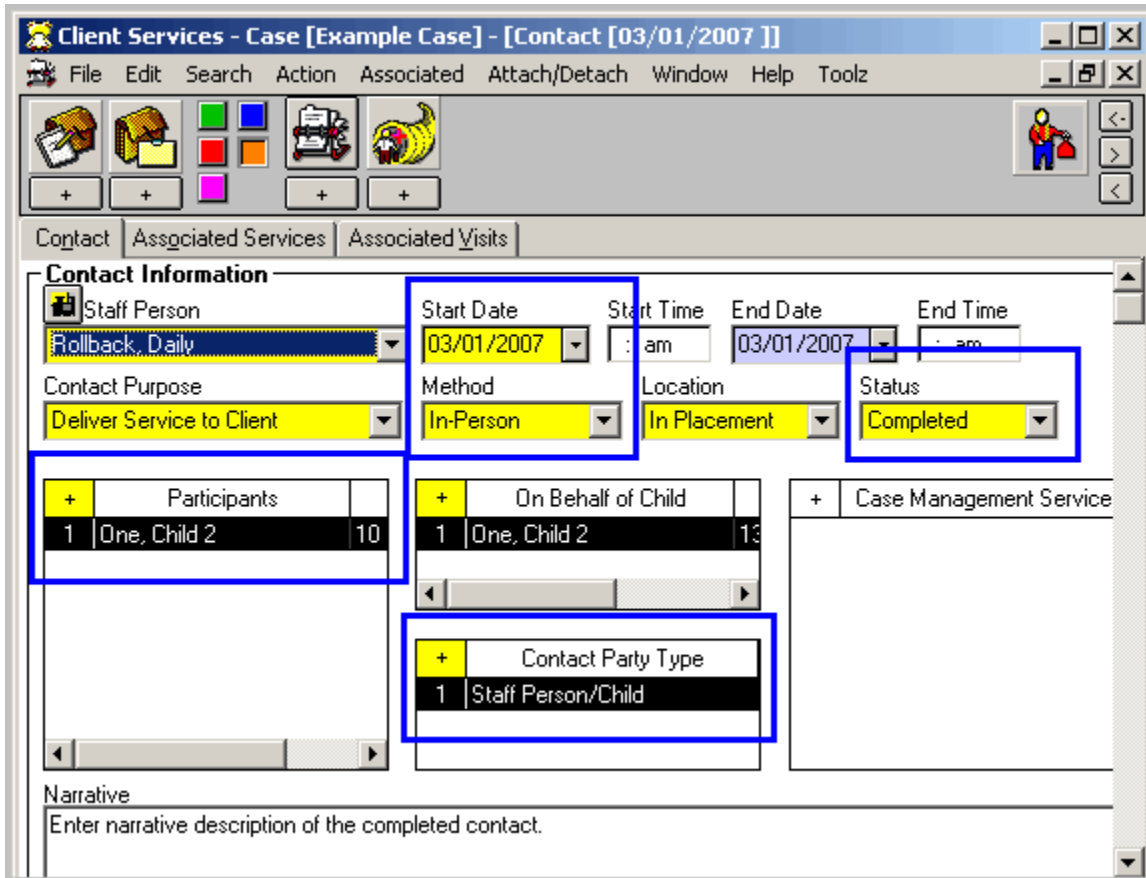 Client Services - Case [Example Case] - [Contact [03/01/2007 ]]
File Edit Search Action Associated Attach/Detach Window Help Toolz
+ + + +
Contact Associated Services Associated Visits
Contact Information
Staff Person Start Date Start Time End Date End Time
Rollback, Daily 03/01/2007 : am 03/01/2007 : am
Contact Purpose Method Location Status
Deliver Service to Client In-Person In Placement Completed
+ Participants + On Behalf of Child + Case Management Service
1 One, Child 2 10 1 One, Child 2 13
+ Contact Party Type
1 Staff Person/Child
Narrative
Enter narrative description of the completed contact.